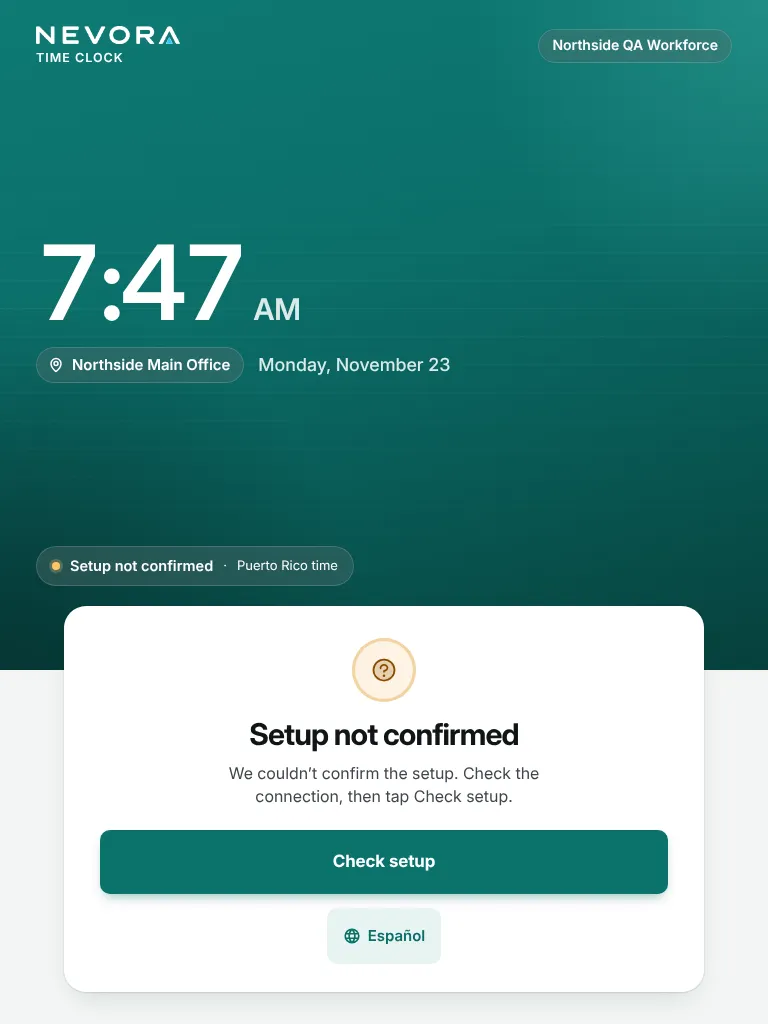 NEVORA
TIME CLOCK
Northside QA Workforce
7:47 AM
Northside Main Office
Monday, November 23
Setup not confirmed · Puerto Rico time
Setup not confirmed
We couldn’t confirm the setup. Check the
connection, then tap Check setup.
Check setup
Español